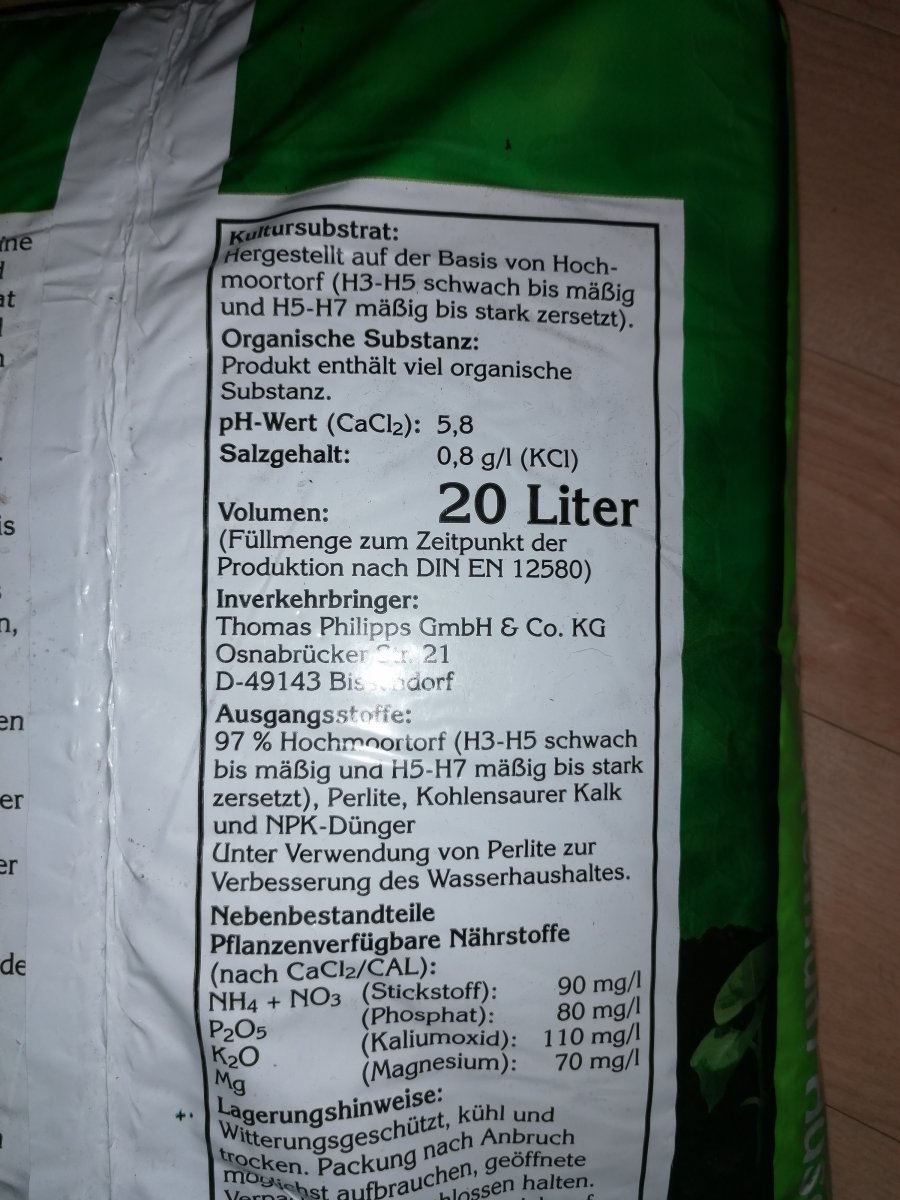 Kultursubstrat:
Hergestellt auf der Basis von Hoch-
moortorf (H3-H5 schwach bis mäßig
und H5-H7 mäßig bis stark zersetzt).
Organische Substanz:
Produkt enthält viel organische
Substanz.
pH-Wert (CaCl2): 5,8
Salzgehalt: 0,8 g/l (KCl)
Volumen: 20 Liter
(Füllmenge zum Zeitpunkt der
Produktion nach DIN EN 12580)
Inverkehrbringer:
Thomas Philipps GmbH & Co. KG
Osnabrücker Str. 21
D-49143 Bissendorf
Ausgangsstoffe:
97 % Hochmoortorf (H3-H5 schwach
bis mäßig und H5-H7 mäßig bis stark
zersetzt), Perlite, Kohlensaurer Kalk
und NPK-Dünger
Unter Verwendung von Perlite zur
Verbesserung des Wasserhaushaltes.
Nebenbestandteile
Pflanzenverfügbare Nährstoffe
(nach CaCl2/CAL):
NH4 + NO3 (Stickstoff): 90 mg/l
P2O5 (Phosphat): 80 mg/l
K2O (Kaliumoxid): 110 mg/l
Mg (Magnesium): 70 mg/l
Lagerungshinweise:
Witterungsgeschützt, kühl und
trocken. Packung nach Anbruch
möglichst aufbrauchen, geöffnete
halten.